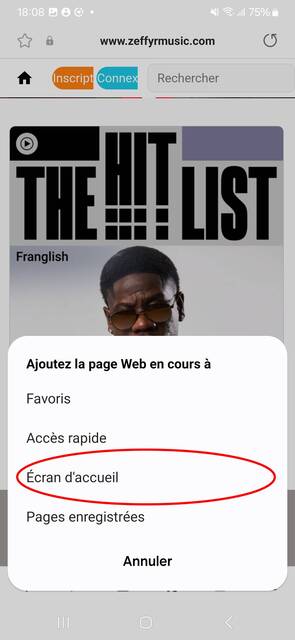 18:08
75%
www.zeffyrmusic.com
Inscript Connex Rechercher
THE HIT LIST
Franglish
Ajoutez la page Web en cours à
Favoris
Accès rapide
Écran d'accueil
Pages enregistrées
Annuler